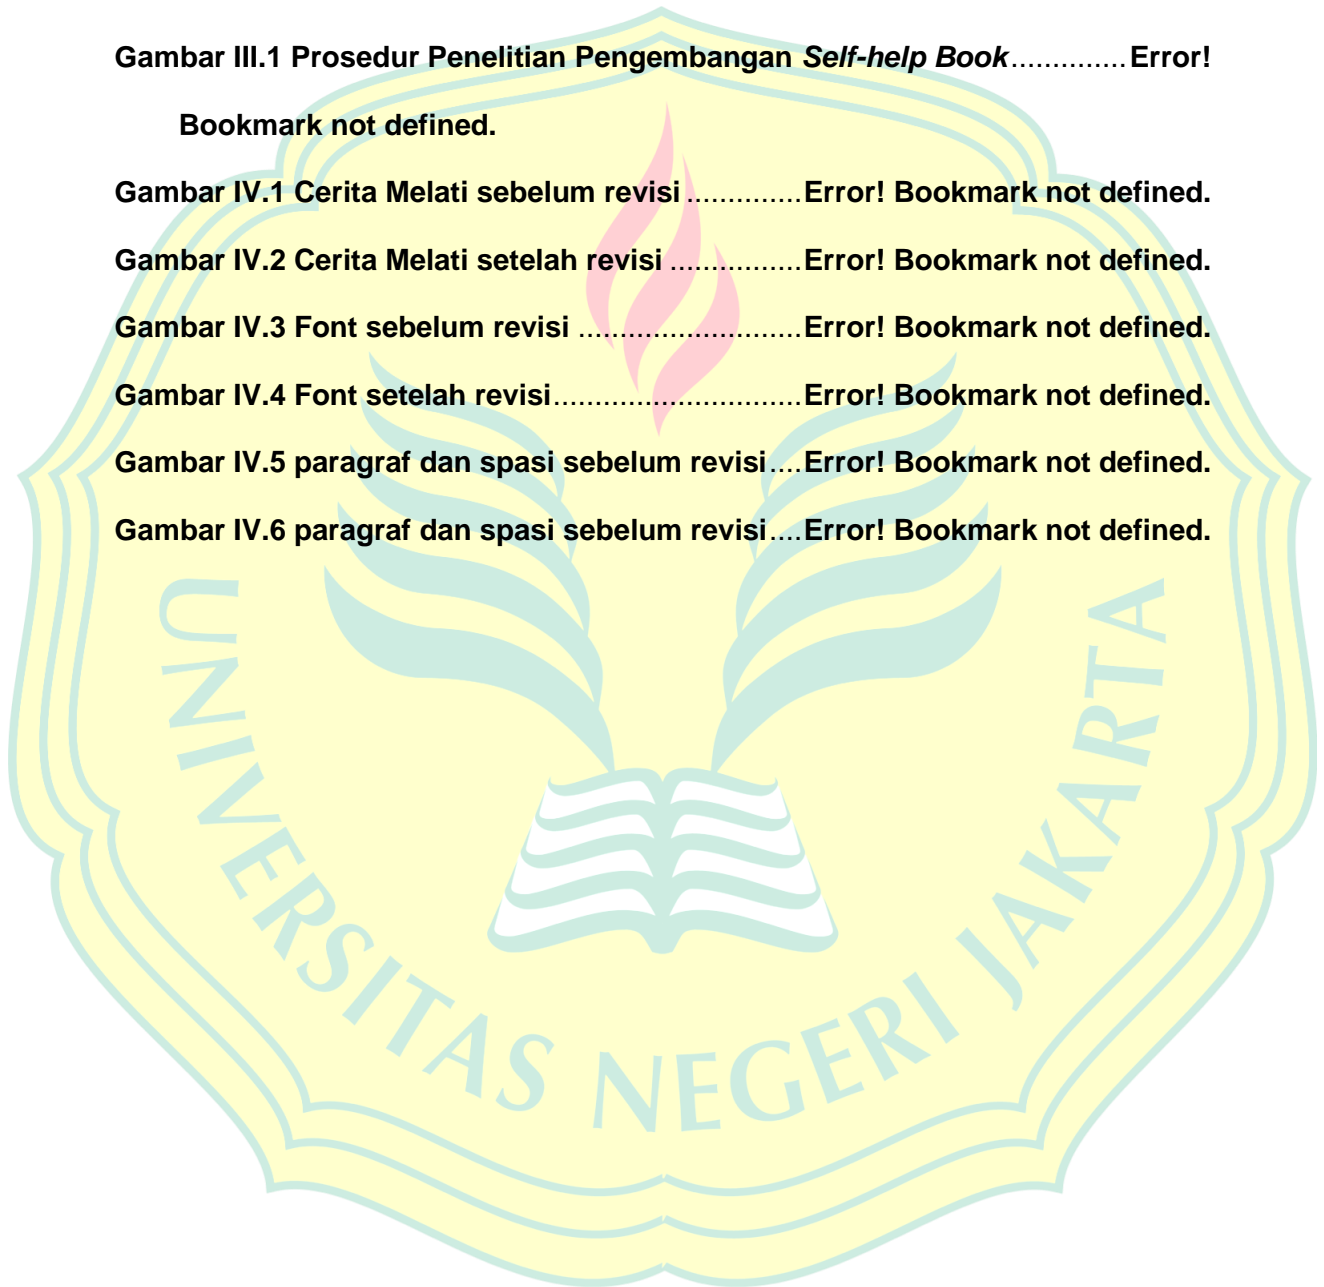 Gambar III.1 Prosedur Penelitian Pengembangan Self-help Book..............Error!
Bookmark not defined.
Gambar IV.1 Cerita Melati sebelum revisi ..............Error! Bookmark not defined.
Gambar IV.2 Cerita Melati setelah revisi ................Error! Bookmark not defined.
Gambar IV.3 Font sebelum revisi ...........................Error! Bookmark not defined.
Gambar IV.4 Font setelah revisi..............................Error! Bookmark not defined.
Gambar IV.5 paragraf dan spasi sebelum revisi....Error! Bookmark not defined.
Gambar IV.6 paragraf dan spasi sebelum revisi....Error! Bookmark not defined.
UNIVERSITAS NEGERI JAKARTA